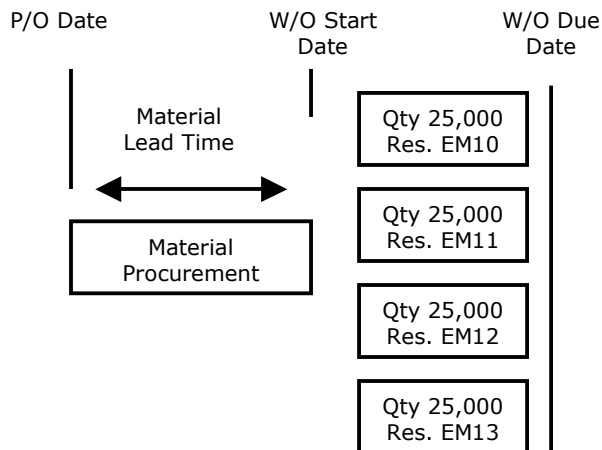 P/O Date
W/O Start
Date
W/O Due
Date
Material
Lead Time
Material
Procurement
Qty 25,000
Res. EM10
Qty 25,000
Res. EM11
Qty 25,000
Res. EM12
Qty 25,000
Res. EM13